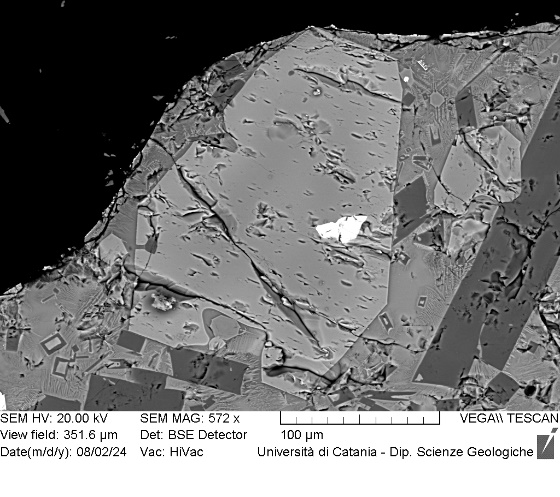 SEM HV: 20.00 kV SEM MAG: 572 x VEGA\\ TESCAN
View field: 351.6 µm Det: BSE Detector 100 µm
Date(m/d/y): 08/02/24 Vac: HiVac Università di Catania - Dip. Scienze Geologiche